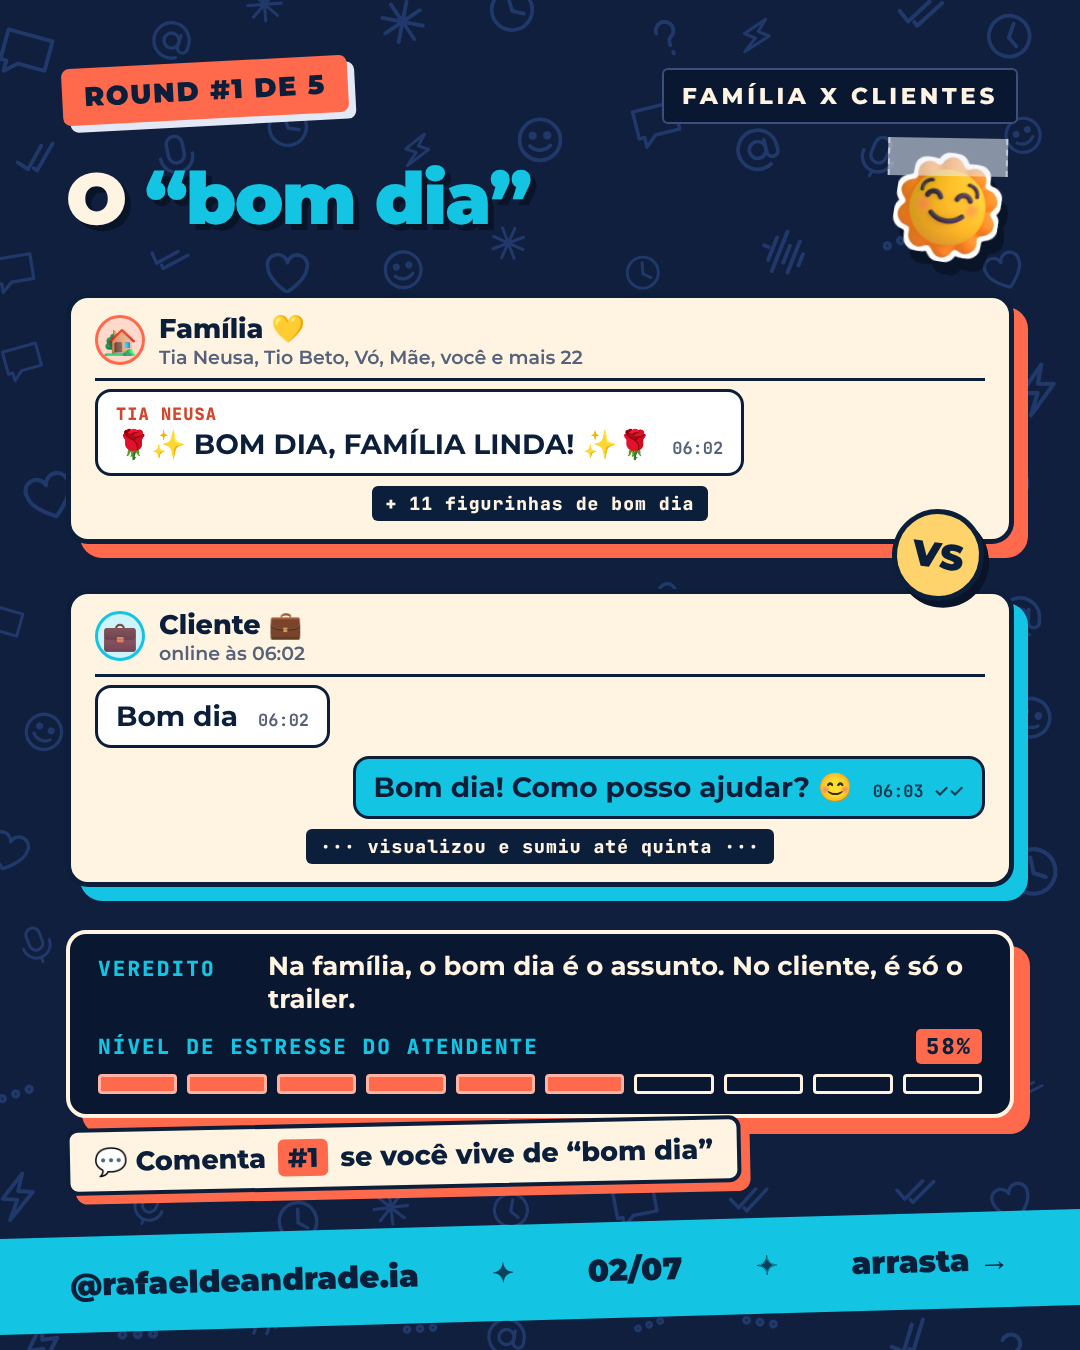 ROUND #1 DE 5
FAMÍLIA X CLIENTES
O “bom dia”
Família 💛
Tia Neusa, Tio Beto, Vó, Mãe, você e mais 22
TIA NEUSA
🌹✨ BOM DIA, FAMÍLIA LINDA! ✨🌹 06:02
+ 11 figurinhas de bom dia
VS
Cliente 💼
online às 06:02
Bom dia 06:02
Bom dia! Como posso ajudar? 😊 06:03 ✓✓
··· visualizou e sumiu até quinta ···
VEREDITO
Na família, o bom dia é o assunto. No cliente, é só o
trailer.
NÍVEL DE ESTRESSE DO ATENDENTE 58%
💬 Comenta #1 se você vive de “bom dia”
@rafaeldeandrade.ia ✦ 02/07 ✦ arrasta →